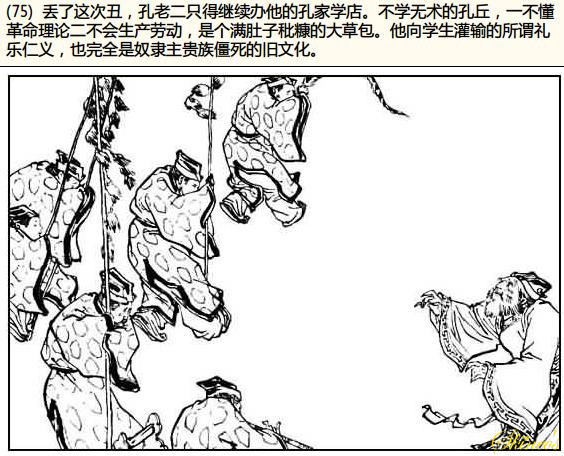 (75) 丢了这次丑，孔老二只得继续办他的孔家学店。不学无术的孔丘，一不懂
革命理论二不会生产劳动，是个满肚子秕糠的大草包。他向学生灌输的所谓礼
乐仁义，也完全是奴隶主贵族僵死的旧文化。